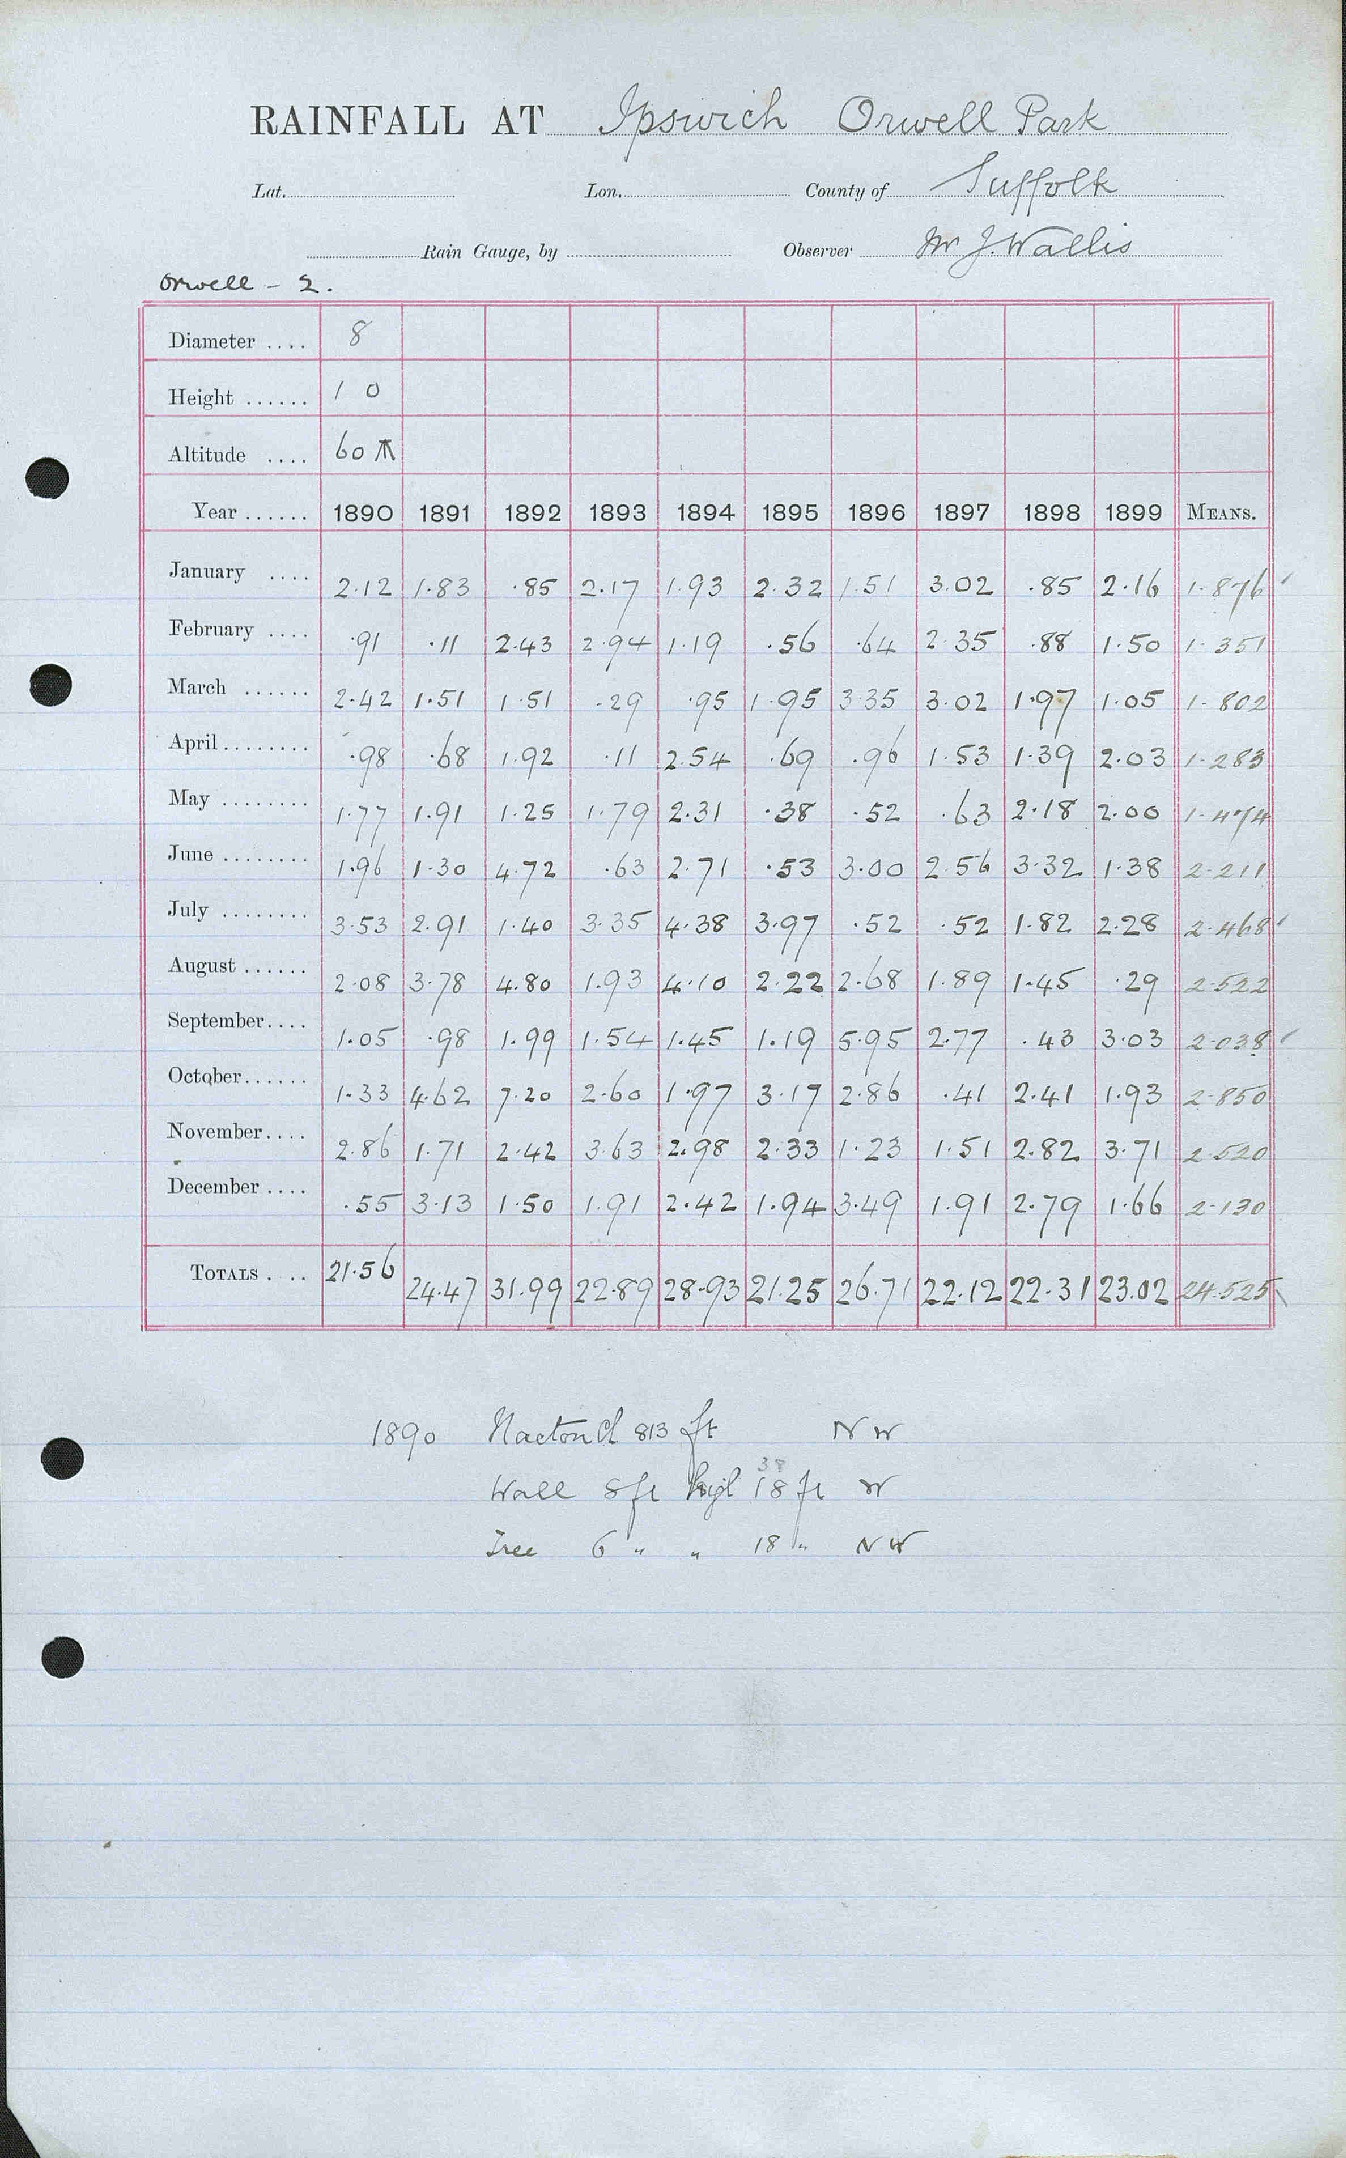 RAINFALL AT Ipswich Orwell Park
Lat. Lon. County of Suffolk
Rain Gauge, by Observer Mr J. Wallis
Orwell - 2.
Diameter .... 8
Height ...... 1 0
Altitude .... 60
Year ...... 1890 1891 1892 1893 1894 1895 1896 1897 1898 1899 MEANS.
January .... 2.12 1.83 .85 2.17 1.93 2.32 1.51 3.02 .85 2.16 1.876
February .... .91 .11 2.43 2.94 1.19 .56 .64 2.35 .88 1.50 1.351
March ...... 2.42 1.51 1.51 .29 .95 1.95 3.35 3.02 1.97 1.05 1.802
April ........ .98 .68 1.92 .11 2.54 .69 .96 1.53 1.39 2.03 1.283
May ........ 1.77 1.91 1.25 1.79 2.31 .38 .52 .63 2.18 2.00 1.474
June ........ 1.96 1.30 4.72 .63 2.71 .53 3.00 2.56 3.32 1.38 2.211
July ........ 3.53 2.91 1.40 3.35 4.38 3.97 .52 .52 1.82 2.28 2.468
August ...... 2.08 3.78 4.80 1.93 4.10 2.22 2.68 1.89 1.45 .29 2.522
September.... 1.05 .98 1.99 1.54 1.45 1.19 5.95 2.77 .43 3.03 2.038
October...... 1.33 4.62 7.20 2.60 1.97 3.17 2.86 .41 2.41 1.93 2.850
November.... 2.86 1.71 2.42 3.63 2.98 2.33 1.23 1.51 2.82 3.71 2.520
December .... .55 3.13 1.50 1.91 2.42 1.94 3.49 1.91 2.79 1.66 2.130
TOTALS .... 21.56 24.47 31.99 22.89 28.93 21.25 26.71 22.12 22.31 23.02 24.525
1890 Nacton Ch 813 ft NW
38
Wall 8 ft high 18 ft W
Tree 6 " " 18 " NW